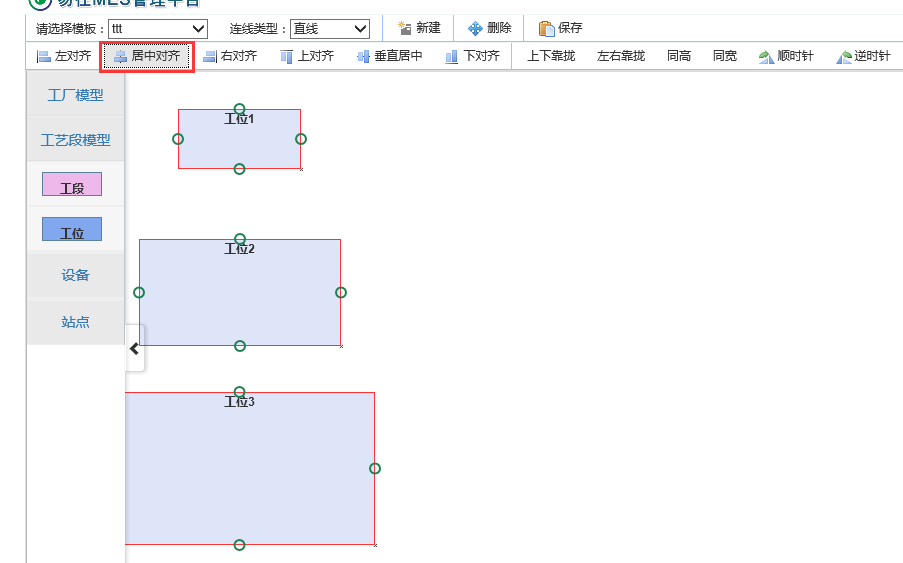 MES管理平台
请选择模板： ttt 连线类型： 直线 新建 删除 保存
左对齐 居中对齐 右对齐 上对齐 垂直居中 下对齐 上下靠拢 左右靠拢 同高 同宽 顺时针 逆时针
工厂模型
工艺段模型
工段
工位
设备
站点
工位1
工位2
工位3